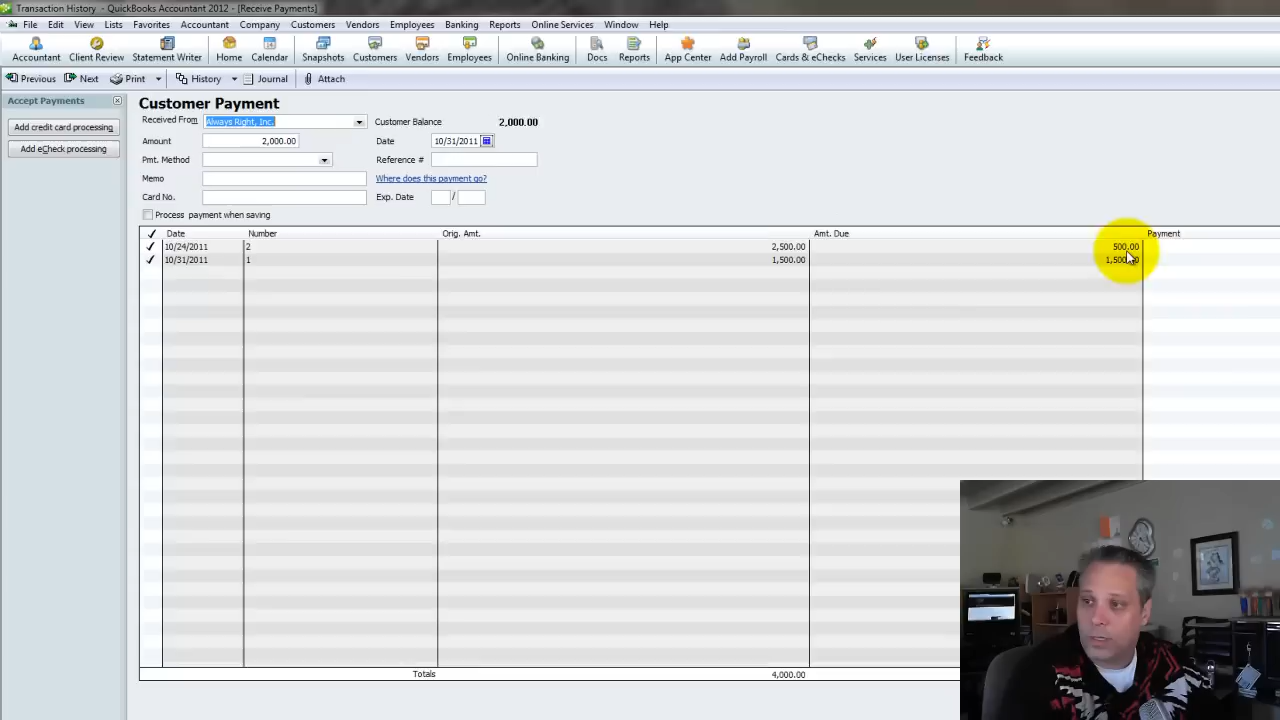 Transaction History - QuickBooks Accountant 2012 - [Receive Payments]
File Edit View Lists Favorites Accountant Company Customers Vendors Employees Banking Reports Online Services Window Help
Accountant Client Review Statement Writer Home Calendar Snapshots Customers Vendors Employees Online Banking Docs Reports App Center Add Payroll Cards & eChecks Services User Licenses Feedback
Previous Next Print History Journal Attach
Accept Payments
Add credit card processing
Add eCheck processing
Customer Payment
Received From Always Right, Inc. Customer Balance 2,000.00
Amount 2,000.00 Date 10/31/2011
Pmt. Method Reference #
Memo Where does this payment go?
Card No. Exp. Date /
Process payment when saving
Date Number Orig. Amt. Amt. Due Payment
10/24/2011 2 2,500.00 500.00
10/31/2011 1 1,500.00 1,500.00
Totals 4,000.00